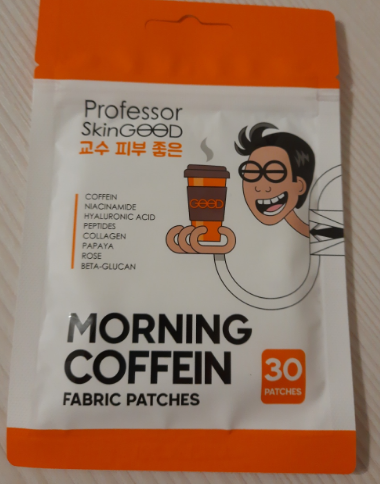 Professor
SkinGOOD
교수 피부 좋은
GOOD
COFFEIN
NIACINAMIDE
HYALURONIC ACID
PEPTIDES
COLLAGEN
PAPAYA
ROSE
BETA-GLUCAN
MORNING
COFFEIN
FABRIC PATCHES
30
PATCHES